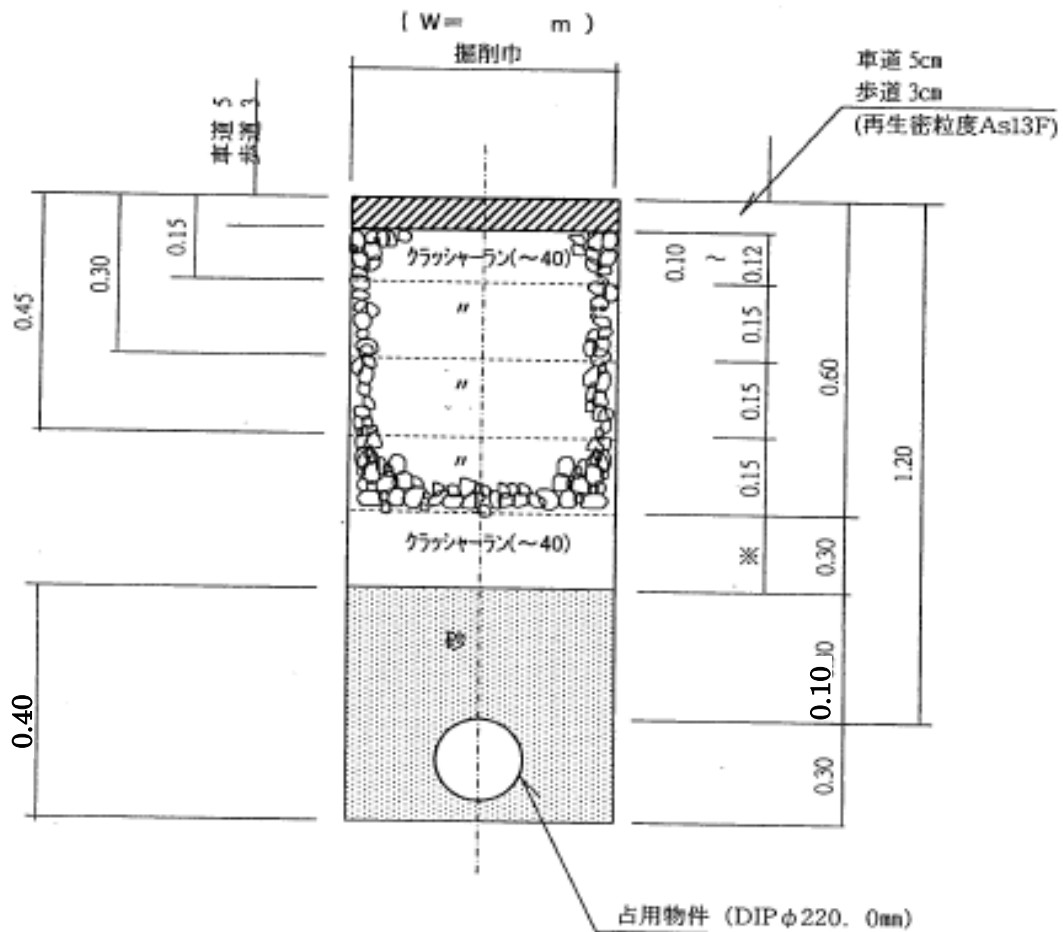 ( W=　　　m )
掘削巾
車道 5cm
歩道 3cm
(再生密粒度As13F)
車道 5
歩道 3
0.15
0.30
0.45
クラッシャーラン(～40)
〃
〃
〃
クラッシャーラン(～40)
0.10 ～ 0.12
0.15
0.15
0.15
※
0.60
0.30
1.20
砂
0.40
0.10
0.30
占用物件 (DIPφ220. 0mm)